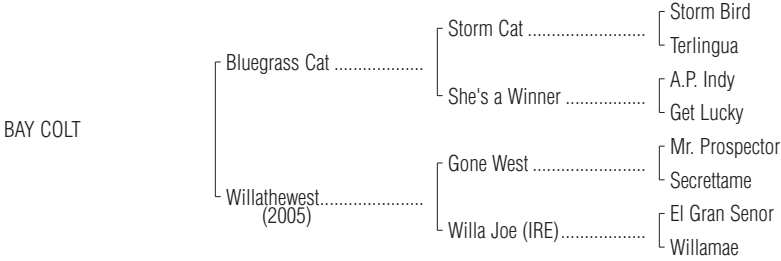 Storm Bird
Storm Cat ..........................
Terlingua
Bluegrass Cat ...................
A.P. Indy
She's a Winner .................
Get Lucky
BAY COLT
Mr. Prospector
Gone West ........................
Secrettame
Willathewest......................
(2005)
El Gran Senor
Willa Joe (IRE)..................
Willamae